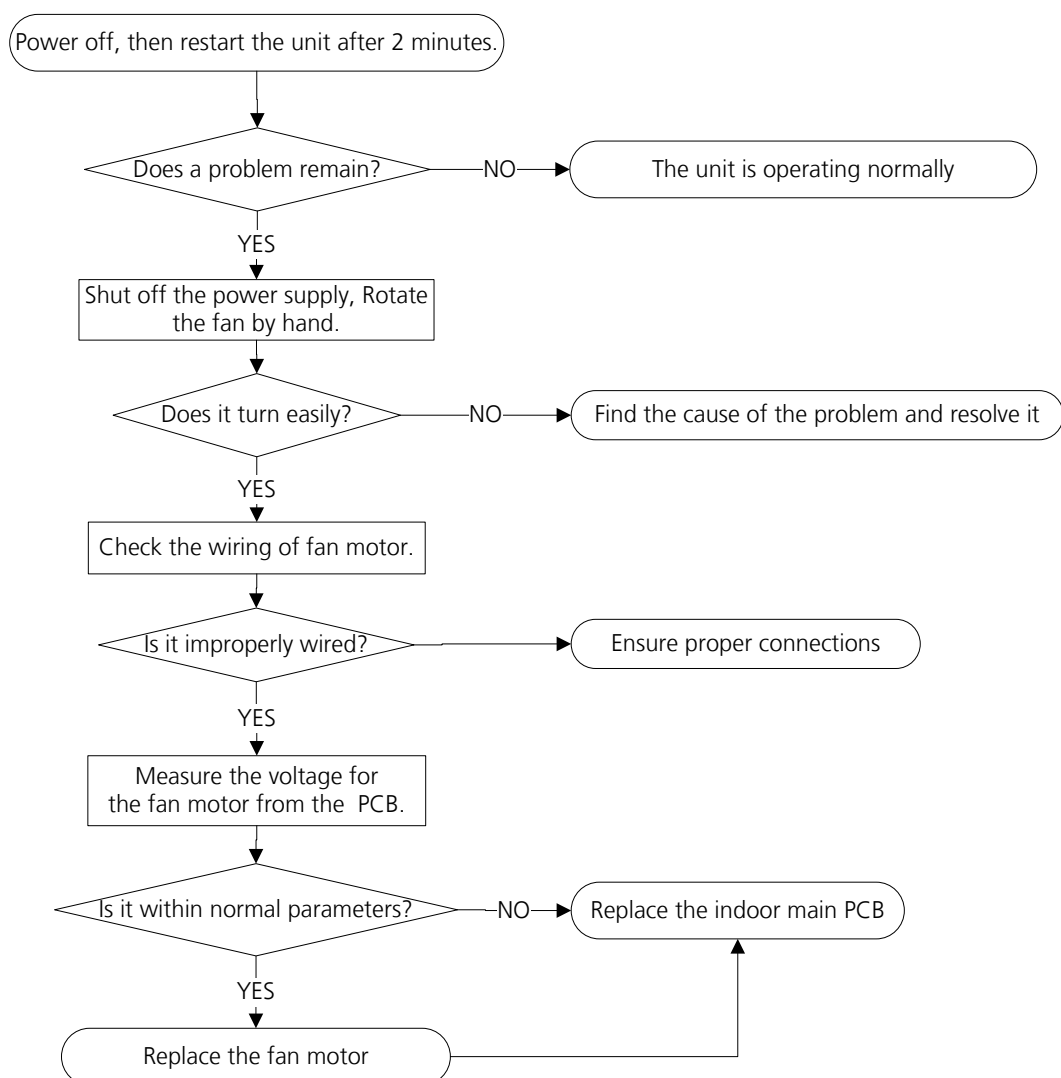 Power off, then restart the unit after 2 minutes.
Does a problem remain?
NO
The unit is operating normally
YES
Shut off the power supply, Rotate
the fan by hand.
Does it turn easily?
NO
Find the cause of the problem and resolve it
YES
Check the wiring of fan motor.
Is it improperly wired?
Ensure proper connections
YES
Measure the voltage for
the fan motor from the PCB.
Is it within normal parameters?
NO
Replace the indoor main PCB
YES
Replace the fan motor